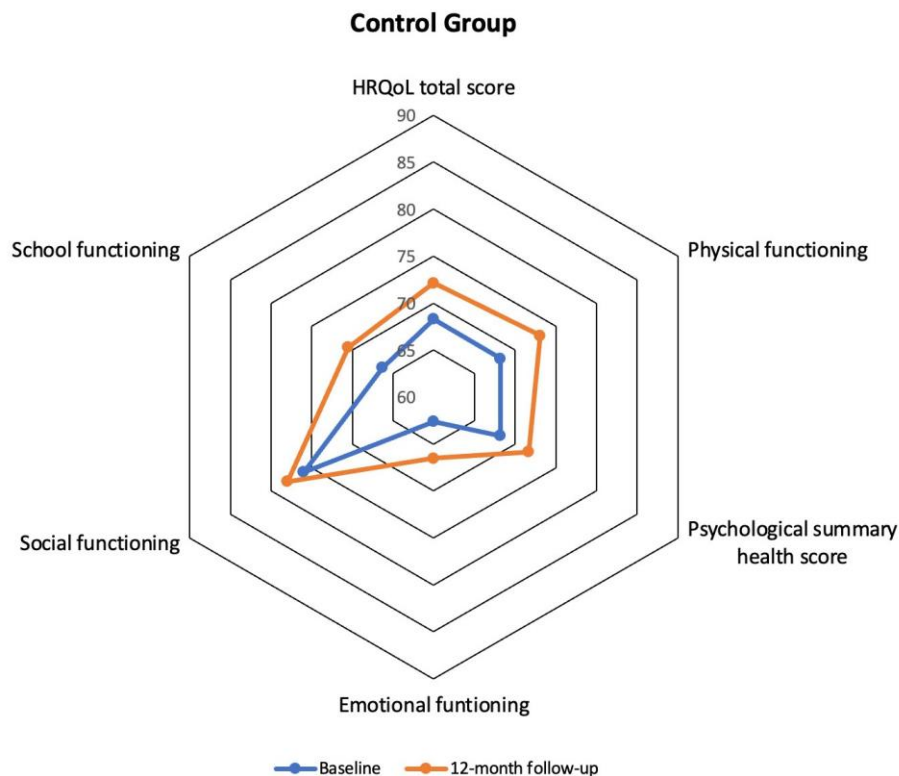 Control Group
HRQoL total score
90
85
80
75
70
65
60
School functioning
Physical functioning
Social functioning
Psychological summary
health score
Emotional funtioning
Baseline
12-month follow-up